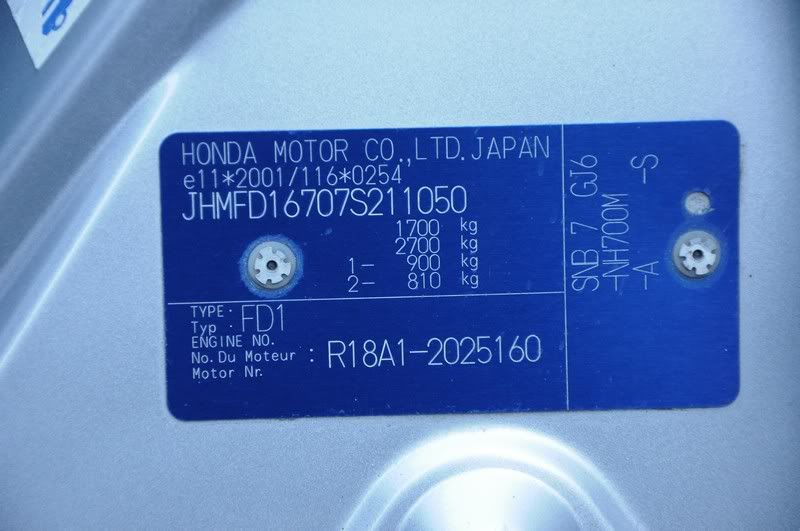 HONDA MOTOR CO.,LTD.JAPAN
e11*2001/116*0254
JHMFD16707S211050
1700 kg
2700 kg
1- 900 kg
2- 810 kg
TYPE:
Typ : FD1
ENGINE NO.
No.Du Moteur : R18A1-2025160
Motor Nr.
SNB 7 GJ6
-NH700M
-A -S